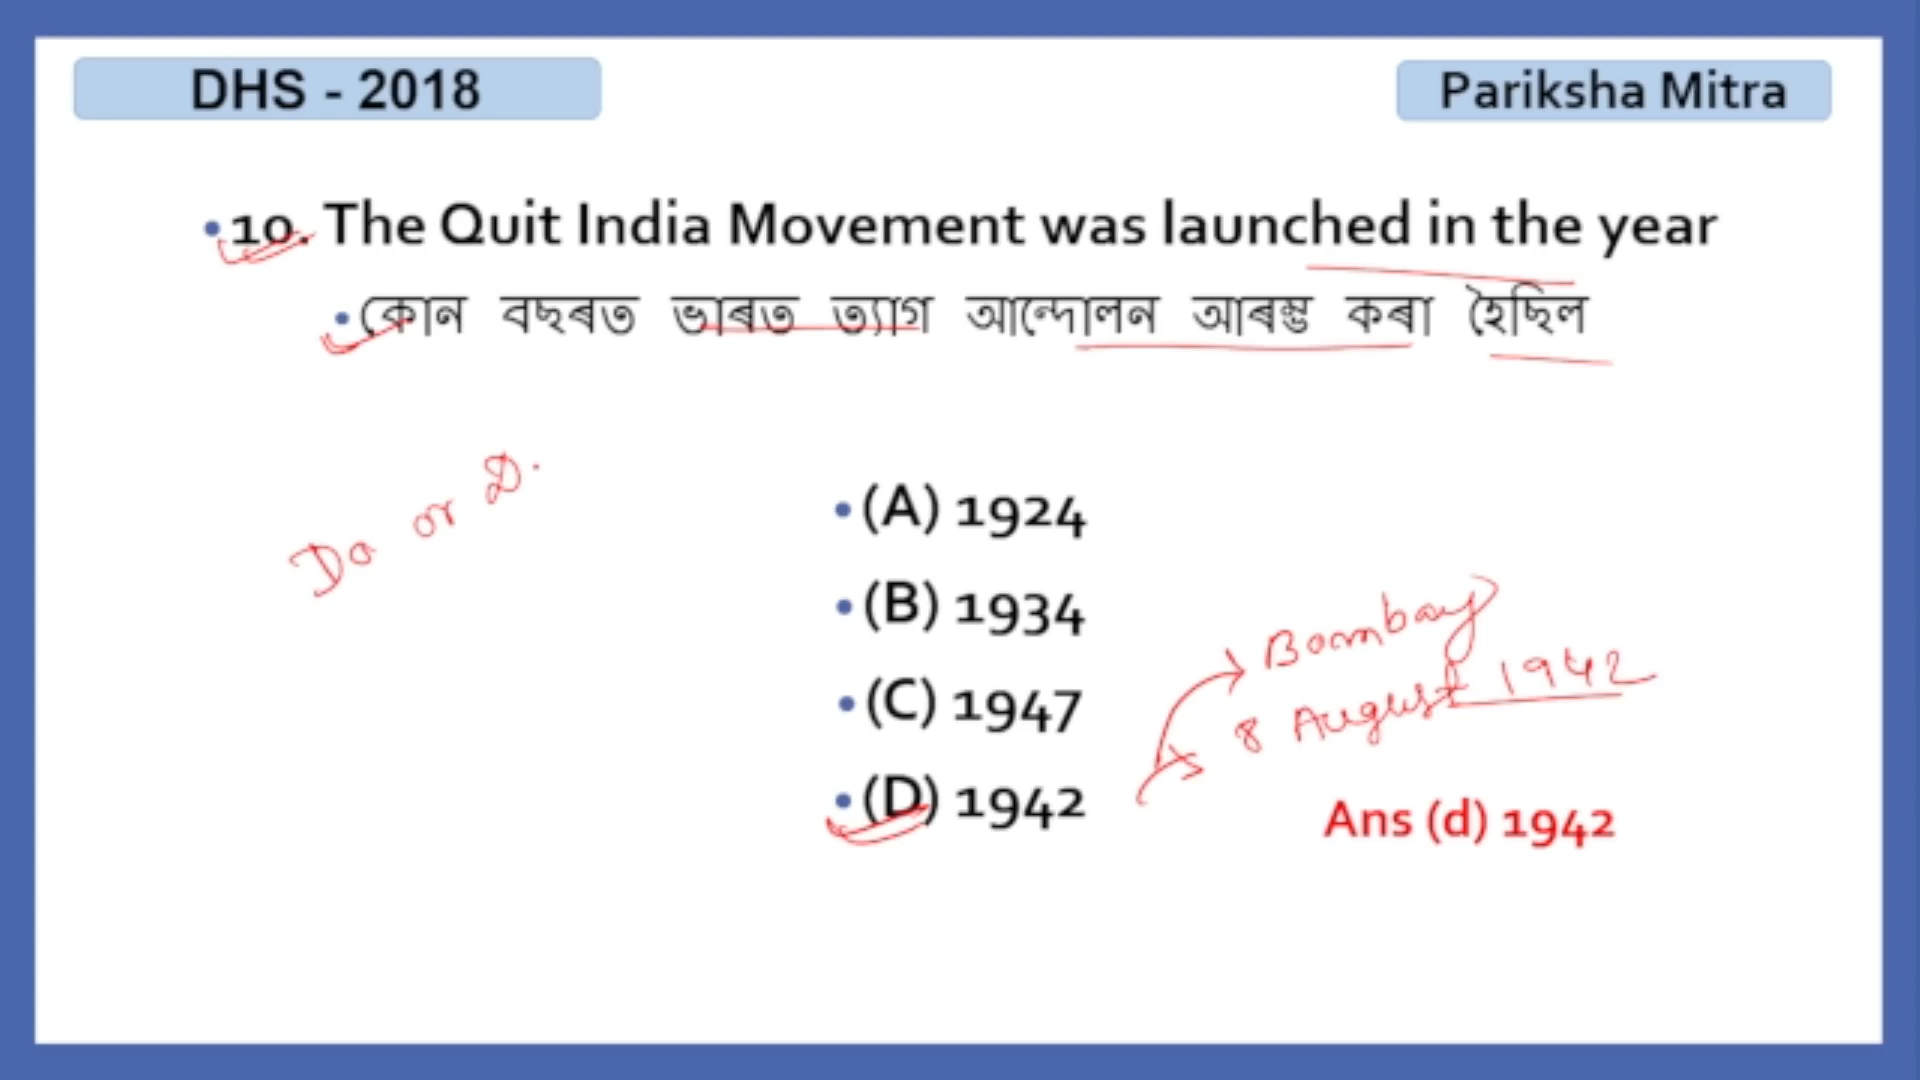 DHS - 2018
Pariksha Mitra
•10. The Quit India Movement was launched in the year
•কোন বছৰত ভাৰত ত্যাগ আন্দোলন আৰম্ভ কৰা হৈছিল
Do or D.
•(A) 1924
•(B) 1934
Bombay
8 August 1942
•(C) 1947
•(D) 1942
Ans (d) 1942